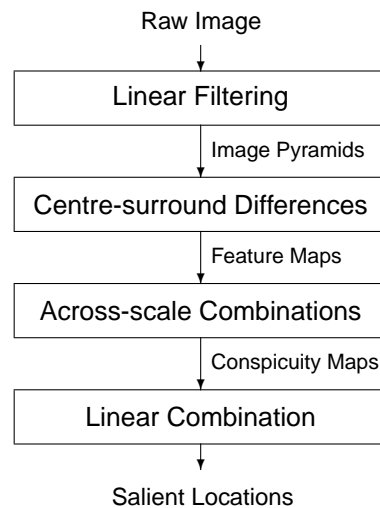 Raw Image
Linear Filtering
Image Pyramids
Centre-surround Differences
Feature Maps
Across-scale Combinations
Conspicuity Maps
Linear Combination
Salient Locations